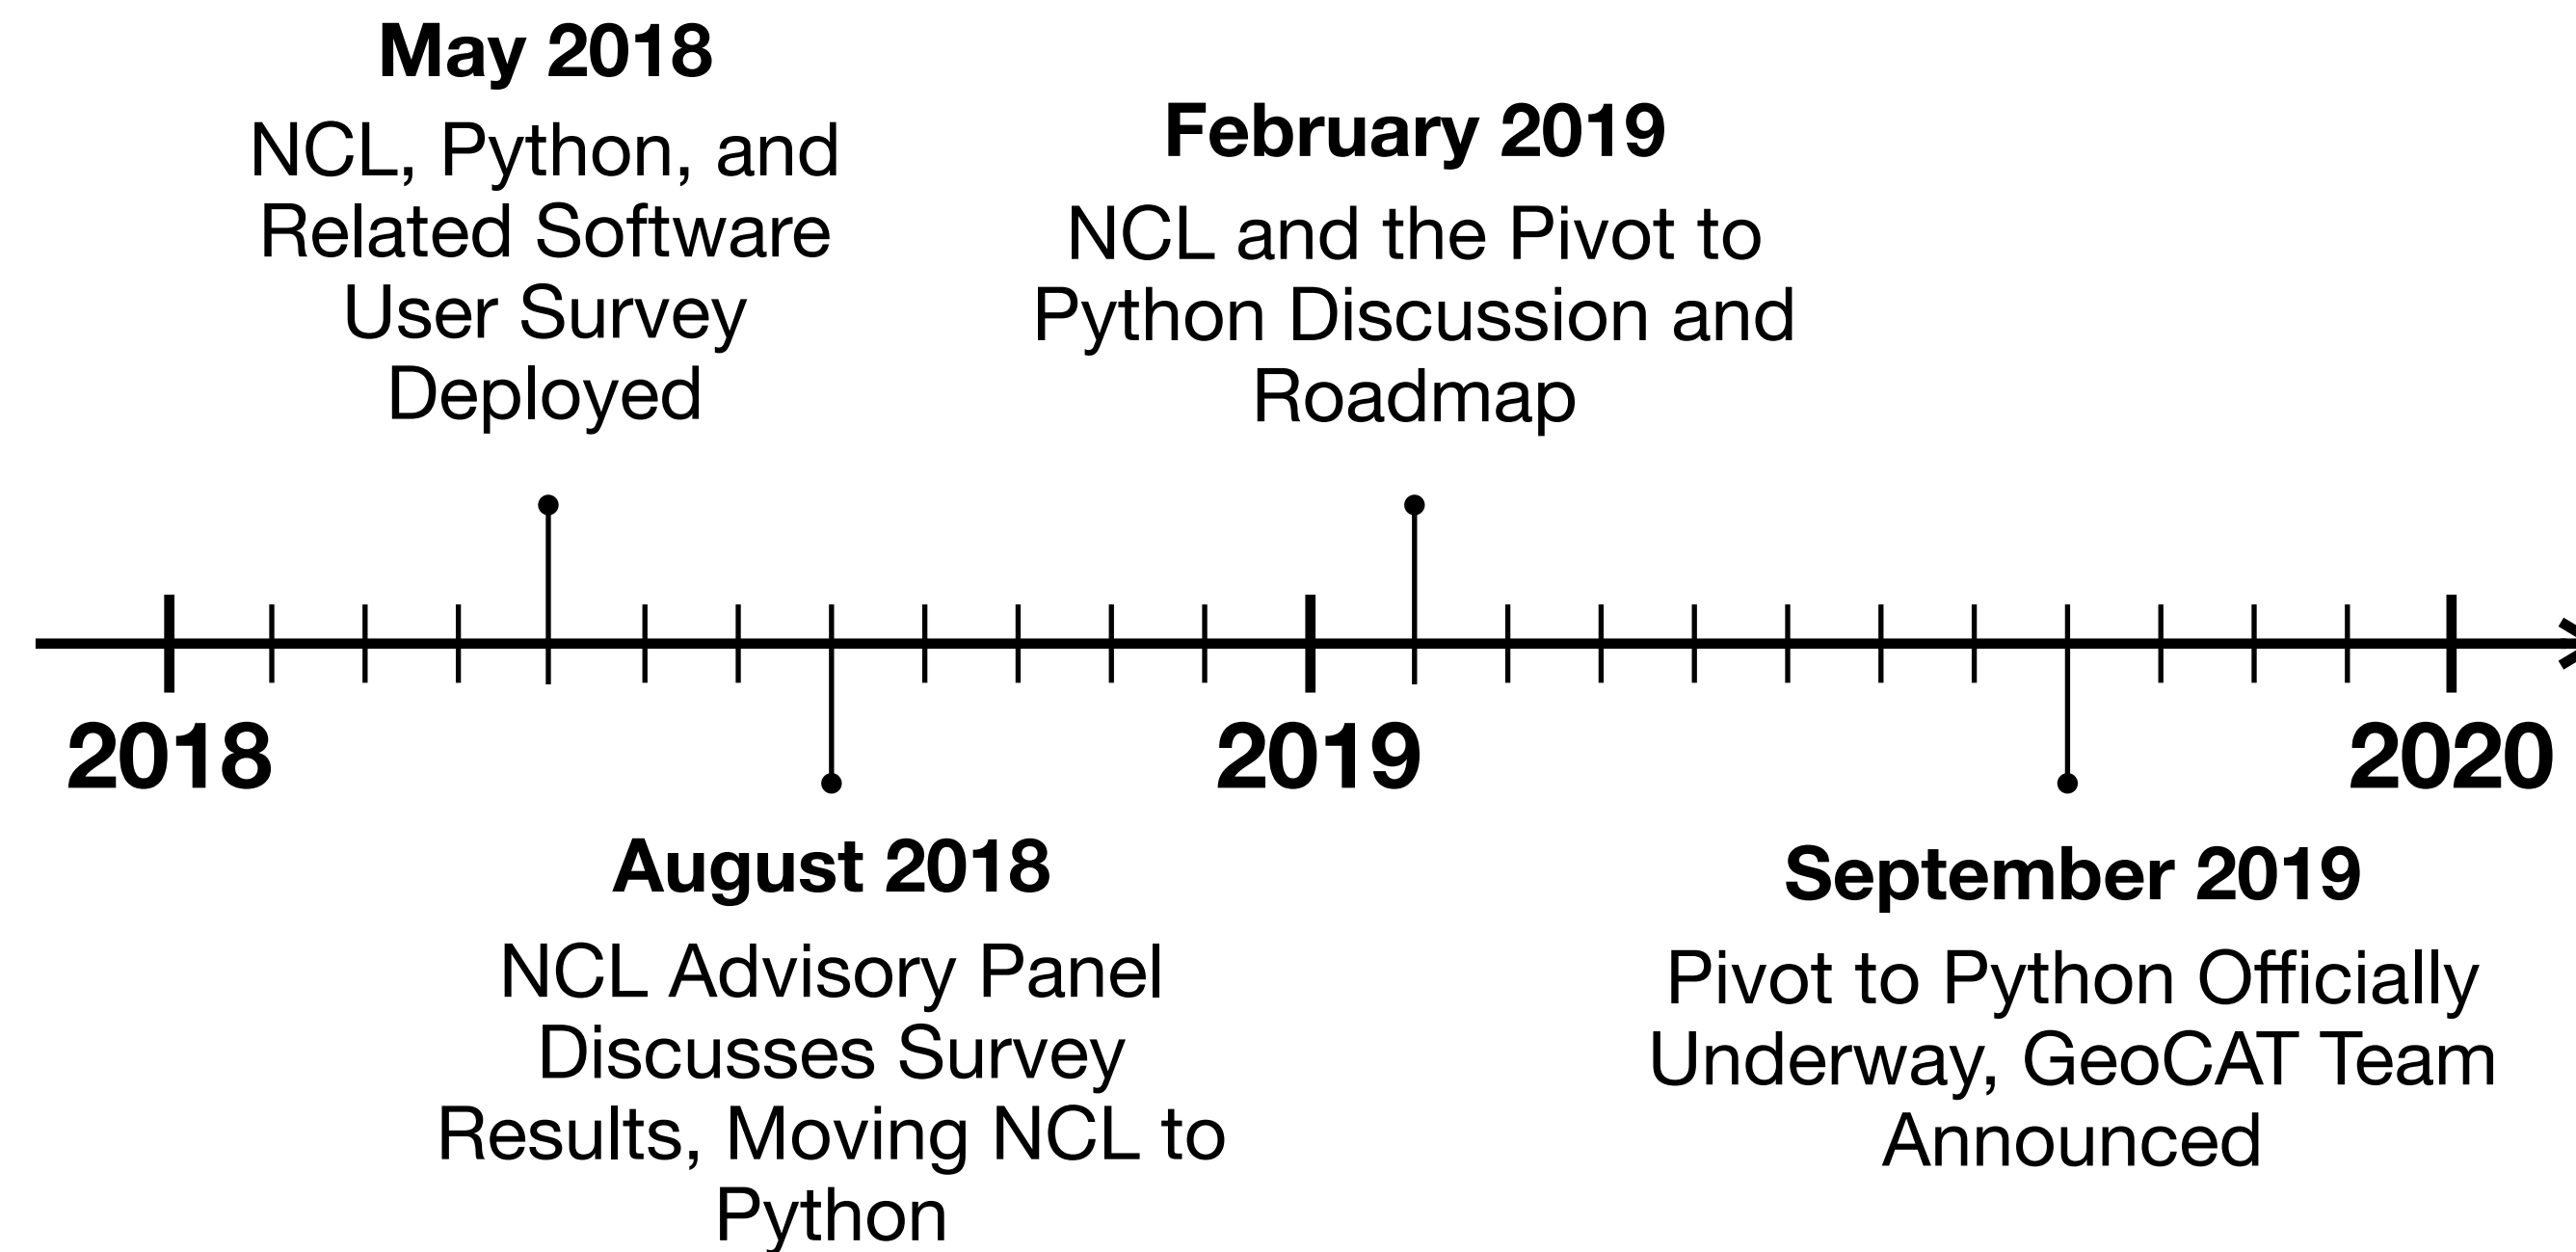 May 2018
NCL, Python, and
Related Software
User Survey
Deployed
February 2019
NCL and the Pivot to
Python Discussion and
Roadmap
2018
2019
2020
August 2018
NCL Advisory Panel
Discusses Survey
Results, Moving NCL to
Python
September 2019
Pivot to Python Officially
Underway, GeoCAT Team
Announced